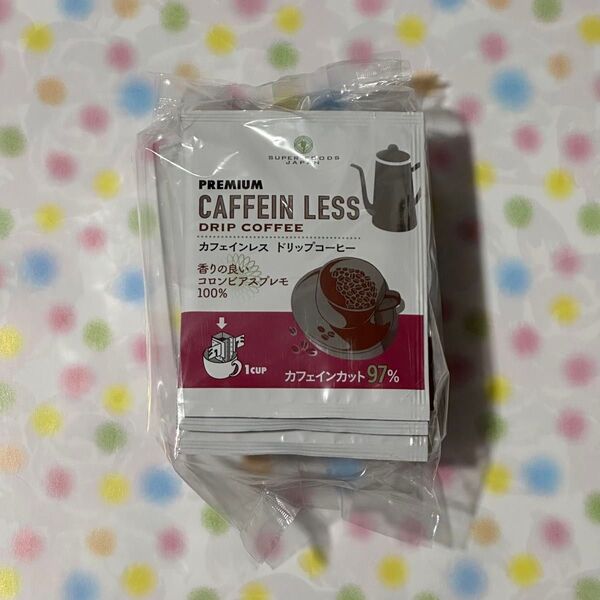 SUPER FOODS
JAPAN
PREMIUM
CAFFEIN LESS
DRIP COFFEE
カフェインレス ドリップコーヒー
香りの良い
コロンビアスプレモ
100%
1CUP
カフェインカット97%